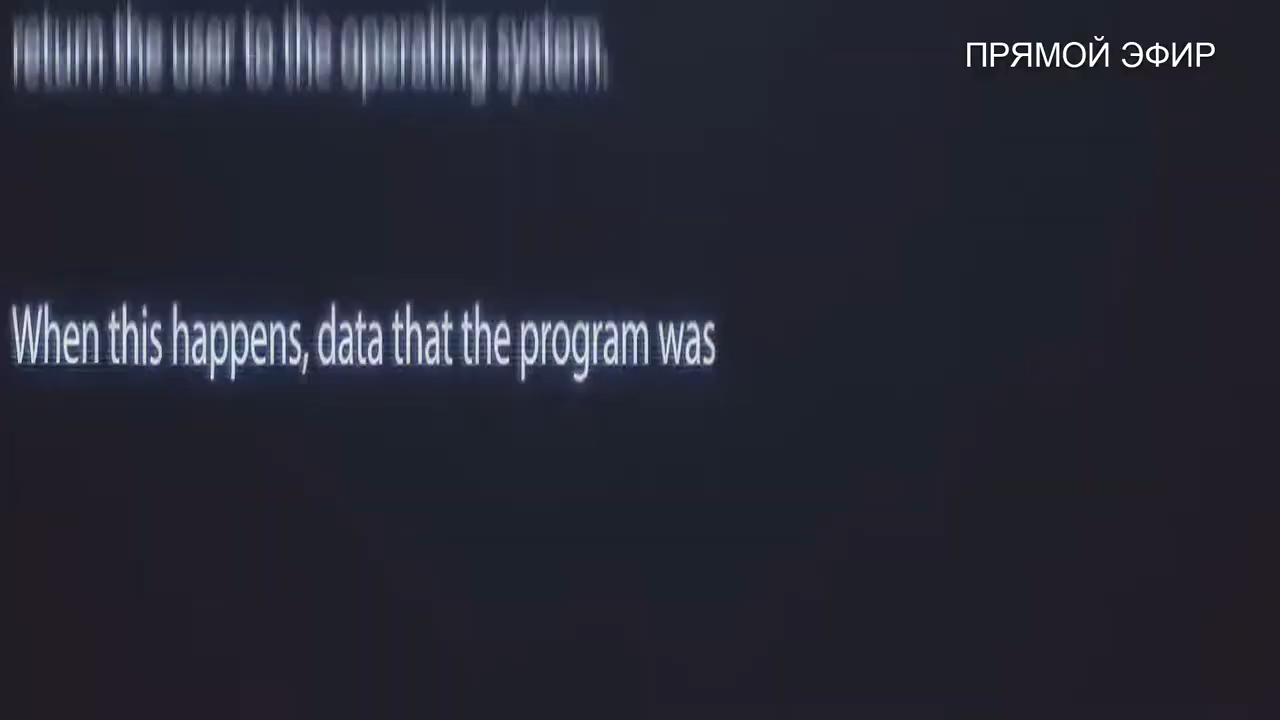 return the user to the operating system.
ПРЯМОЙ ЭФИР
When this happens, data that the program was